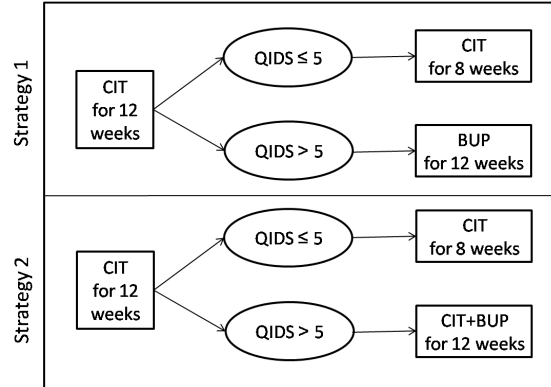 Strategy 1
CIT
for 12
weeks
QIDS ≤ 5
CIT
for 8 weeks
QIDS > 5
BUP
for 12 weeks
Strategy 2
CIT
for 12
weeks
QIDS ≤ 5
CIT
for 8 weeks
QIDS > 5
CIT+BUP
for 12 weeks